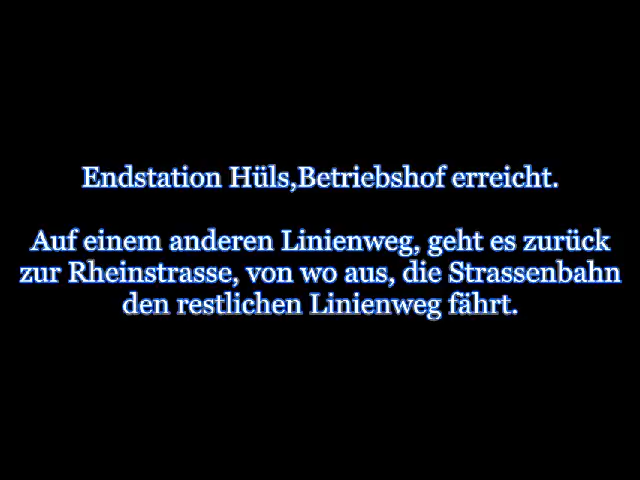 Endstation Hüls,Betriebshof erreicht.
Auf einem anderen Linienweg, geht es zurück
zur Rheinstrasse, von wo aus, die Strassenbahn
den restlichen Linienweg fährt.